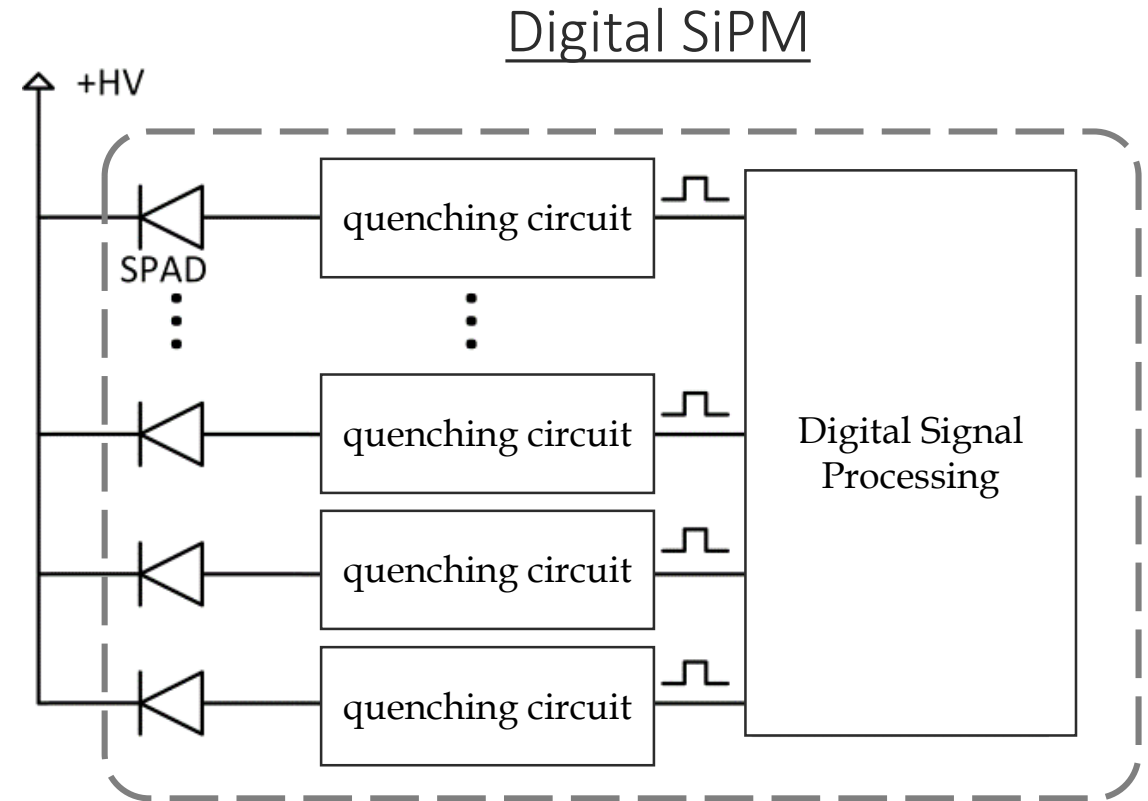 Digital SiPM
+HV
quenching circuit
SPAD
quenching circuit
Digital Signal
Processing
quenching circuit
quenching circuit